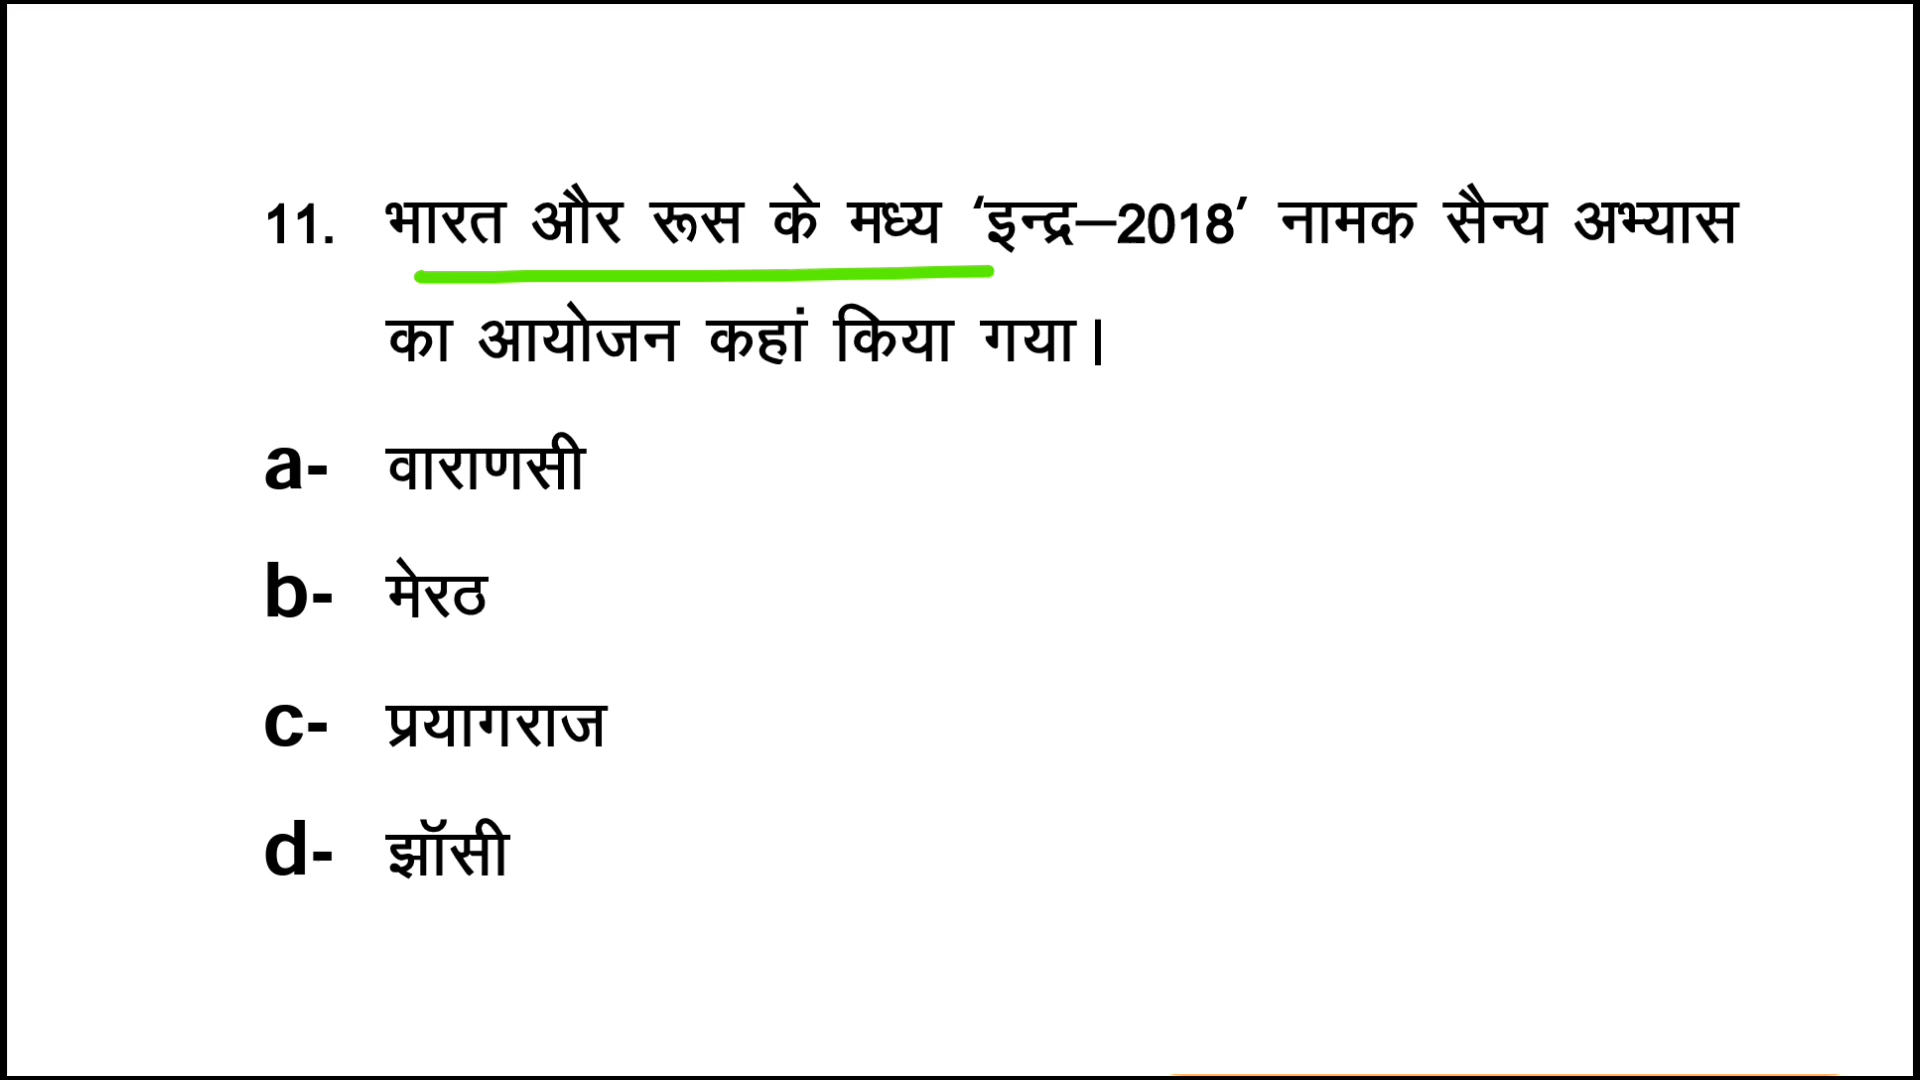 11. भारत और रूस के मध्य ‘इन्द्र–2018’ नामक सैन्य अभ्यास
का आयोजन कहां किया गया।
a- वाराणसी
b- मेरठ
c- प्रयागराज
d- झॉसी